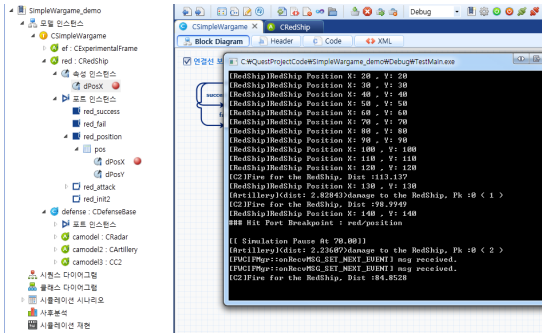 SimpleWargame_demo
모델 인스턴스
CSimpleWargame
ef : CExperimentalFrame
red : CRedShip
속성 인스턴스
dPosX
포트 인스턴스
red_success
red_fail
red_position
pos
dPosX
dPosY
red_attack
red_init2
defense : CDefenseBase
포트 인스턴스
camodel : CRadar
camodel2 : CArtillery
camodel3 : CC2
시퀀스 다이어그램
클래스 다이어그램
시뮬레이션 시나리오
사후분석
시뮬레이션 재현
Debug
CSimpleWargame
CRedShip
Block Diagram
Header
Code
XML
연결선 보
succe
fa
C:₩QuestProjectCode₩SimpleWargame_demo₩Debug₩TestMain.exe
[RedShip]RedShip Position X: 20 , Y: 20
[RedShip]RedShip Position X: 30 , Y: 30
[RedShip]RedShip Position X: 40 , Y: 40
[RedShip]RedShip Position X: 50 , Y: 50
[RedShip]RedShip Position X: 60 , Y: 60
[RedShip]RedShip Position X: 70 , Y: 70
[RedShip]RedShip Position X: 80 , Y: 80
[RedShip]RedShip Position X: 90 , Y: 90
[RedShip]RedShip Position X: 100 , Y: 100
[RedShip]RedShip Position X: 110 , Y: 110
[RedShip]RedShip Position X: 120 , Y: 120
[C2]Fire for the RedShip, Dist :113.137
[RedShip]RedShip Position X: 130 , Y: 130
[Artillery](dist: 2.82843)damage to the RedShip, Pk :0 ( 1 )
[C2]Fire for the RedShip, Dist :98.9949
[RedShip]RedShip Position X: 140 , Y: 140
### Hit Port Breakpoint : red/position
[[ Simulation Pause At 70.00]]
[Artillery](dist: 2.23607)damage to the RedShip, Pk :0 ( 2 )
[FVCIFMgr::onRecvMSG_SET_NEXT_EVENT] msg received.
[FVCIFMgr::onRecvMSG_SET_NEXT_EVENT] msg received.
[C2]Fire for the RedShip, Dist :84.8528